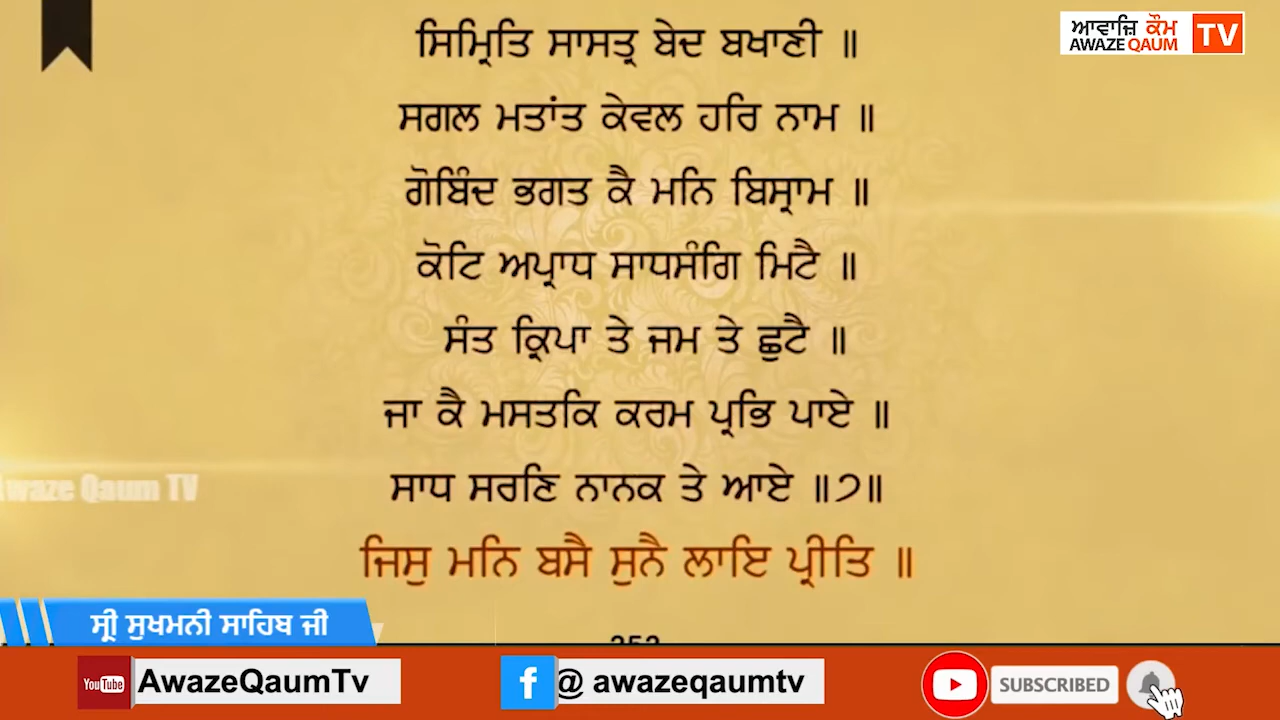 ਸਿਮ੍ਰਿਤਿ ਸਾਸਤ੍ਰ ਬੇਦ ਬਖਾਣੀ ॥
ਸਗਲ ਮਤਾਂਤ ਕੇਵਲ ਹਰਿ ਨਾਮ ॥
ਗੋਬਿੰਦ ਭਗਤ ਕੈ ਮਨਿ ਬਿਸ੍ਰਾਮ ॥
ਕੋਟਿ ਅਪ੍ਰਾਧ ਸਾਧਸੰਗਿ ਮਿਟੈ ॥
ਸੰਤ ਕ੍ਰਿਪਾ ਤੇ ਜਮ ਤੇ ਛੁਟੈ ॥
ਜਾ ਕੈ ਮਸਤਕਿ ਕਰਮ ਪ੍ਰਭਿ ਪਾਏ ॥
ਸਾਧ ਸਰਣਿ ਨਾਨਕ ਤੇ ਆਏ ॥੭॥
ਜਿਸੁ ਮਨਿ ਬਸੈ ਸੁਨੈ ਲਾਇ ਪ੍ਰੀਤਿ ॥
ਆਵਾਜ਼ਿ ਕੌਮ
AWAZE QAUM TV
Awaze Qaum TV
ਸ੍ਰੀ ਸੁਖਮਨੀ ਸਾਹਿਬ ਜੀ
YouTube AwazeQaumTv
f @ awazeqaumtv
SUBSCRIBED